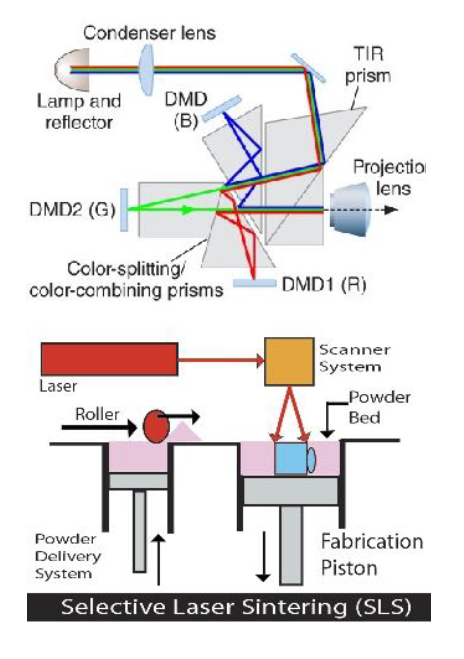 Condenser lens
TIR
prism
Lamp and
reflector
DMD
(B)
Projectio
lens
DMD2 (G)
Color-splitting/
color-combining prisms
DMD1 (R)
Scanner
System
Laser
Powder
Bed
Roller
Powder
Delivery
System
Fabrication
Piston
Selective Laser Sintering (SLS)